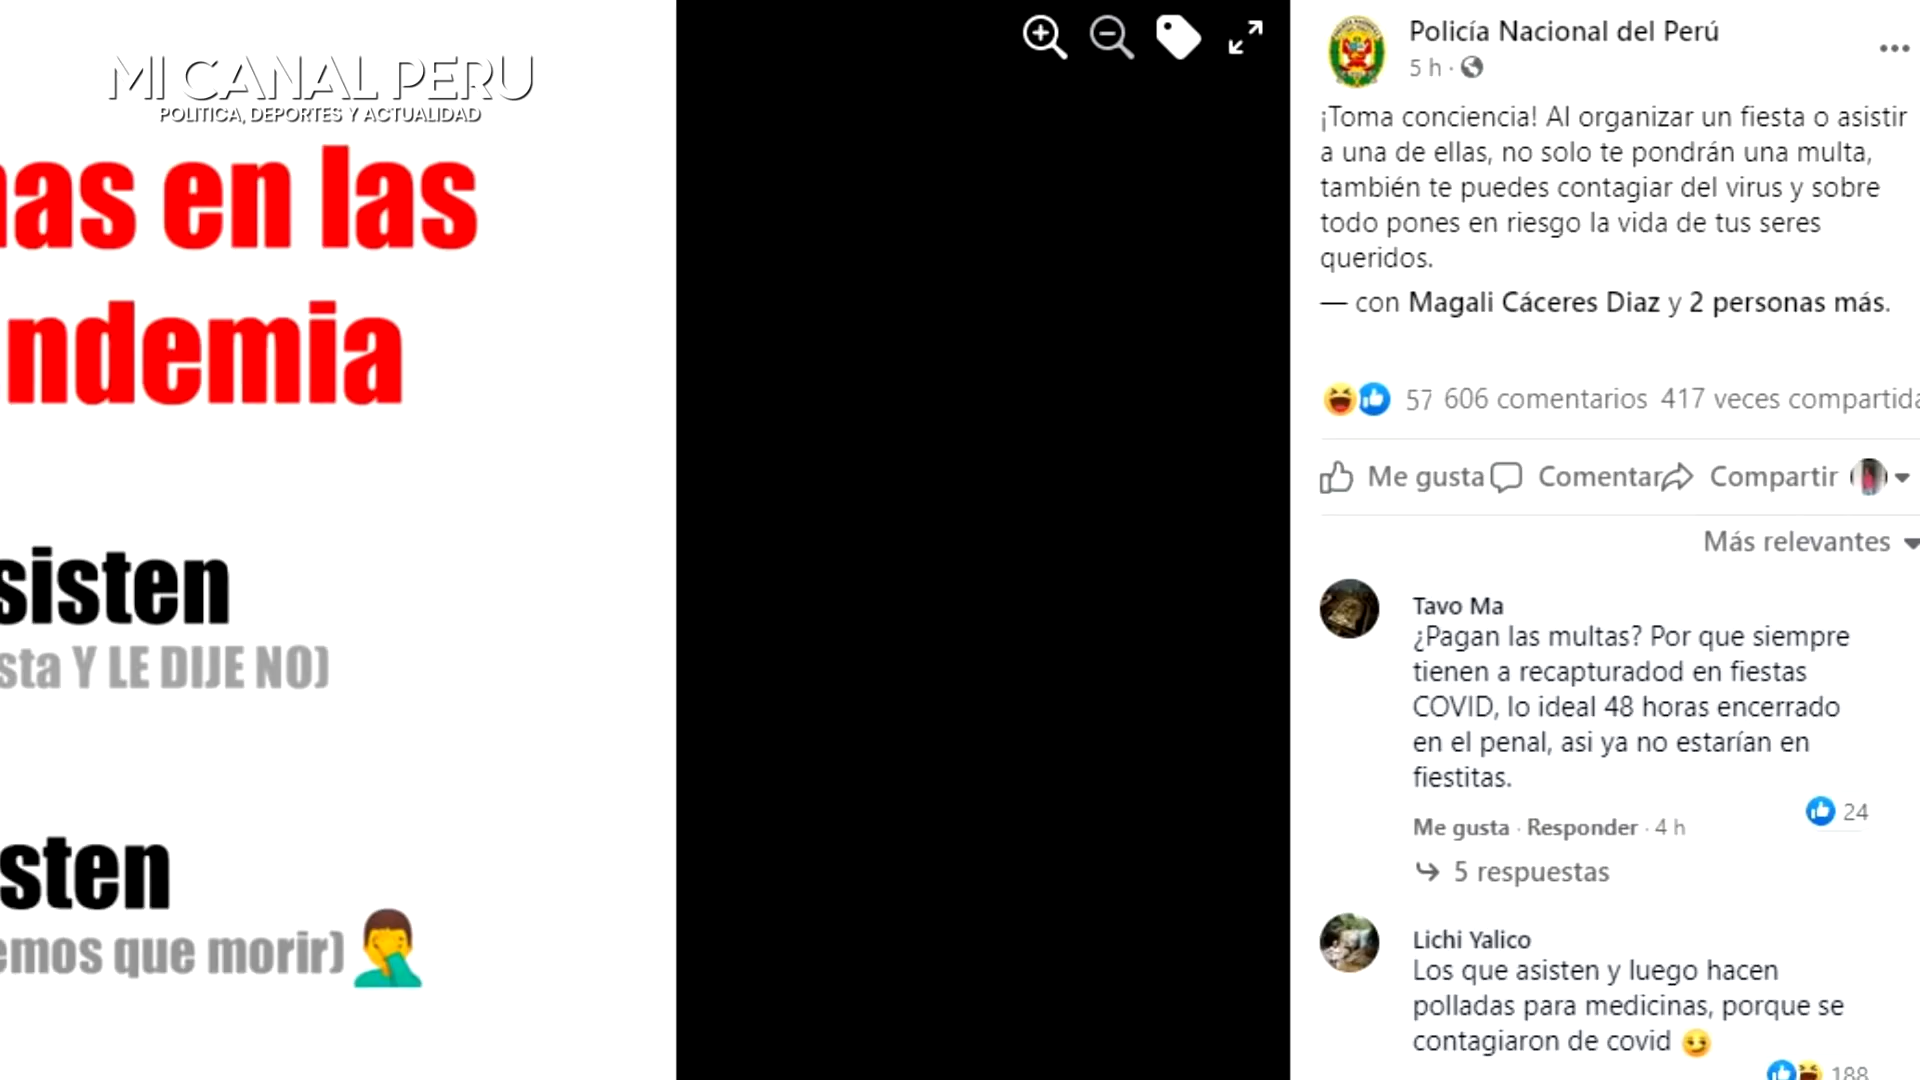 MI CANAL PERU
POLITICA, DEPORTES Y ACTUALIDAD
as en las
ndemia
sisten
sta Y LE DIJE NO)
sten
emos que morir)
Policía Nacional del Perú
5 h ·
¡Toma conciencia! Al organizar un fiesta o asistir
a una de ellas, no solo te pondrán una multa,
también te puedes contagiar del virus y sobre
todo pones en riesgo la vida de tus seres
queridos.
— con Magali Cáceres Diaz y 2 personas más.
57 606 comentarios 417 veces compartida
Me gusta Comentar Compartir
Más relevantes
Tavo Ma
¿Pagan las multas? Por que siempre
tienen a recapturadod en fiestas
COVID, lo ideal 48 horas encerrado
en el penal, asi ya no estarían en
fiestitas.
24
Me gusta · Responder · 4 h
5 respuestas
Lichi Yalico
Los que asisten y luego hacen
polladas para medicinas, porque se
contagiaron de covid 😏
188